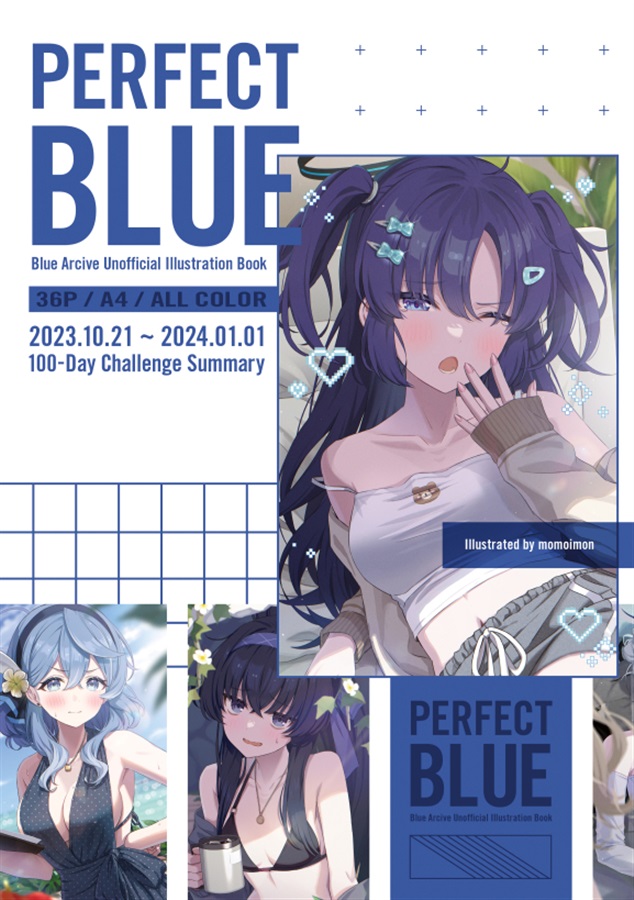 PERFECT
BLUE
Blue Arcive Unofficial Illustration Book
36P / A4 / ALL COLOR
2023.10.21 ~ 2024.01.01
100-Day Challenge Summary
Illustrated by momoimon
PERFECT
BLUE
Blue Arcive Unofficial Illustration Book